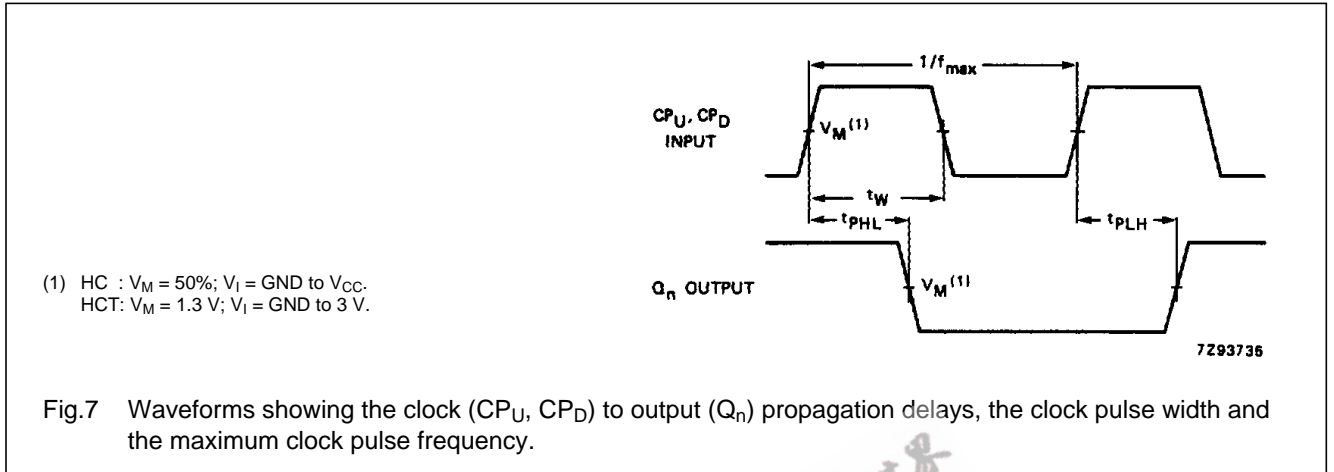 1/fmax
CPU, CPD
INPUT
VM(1)
tW
tPHL
tPLH
Qn OUTPUT
VM(1)
(1) HC : VM = 50%; VI = GND to VCC.
HCT: VM = 1.3 V; VI = GND to 3 V.
7Z93736
Fig.7 Waveforms showing the clock (CPU, CPD) to output (Qn) propagation delays, the clock pulse width and
the maximum clock pulse frequency.